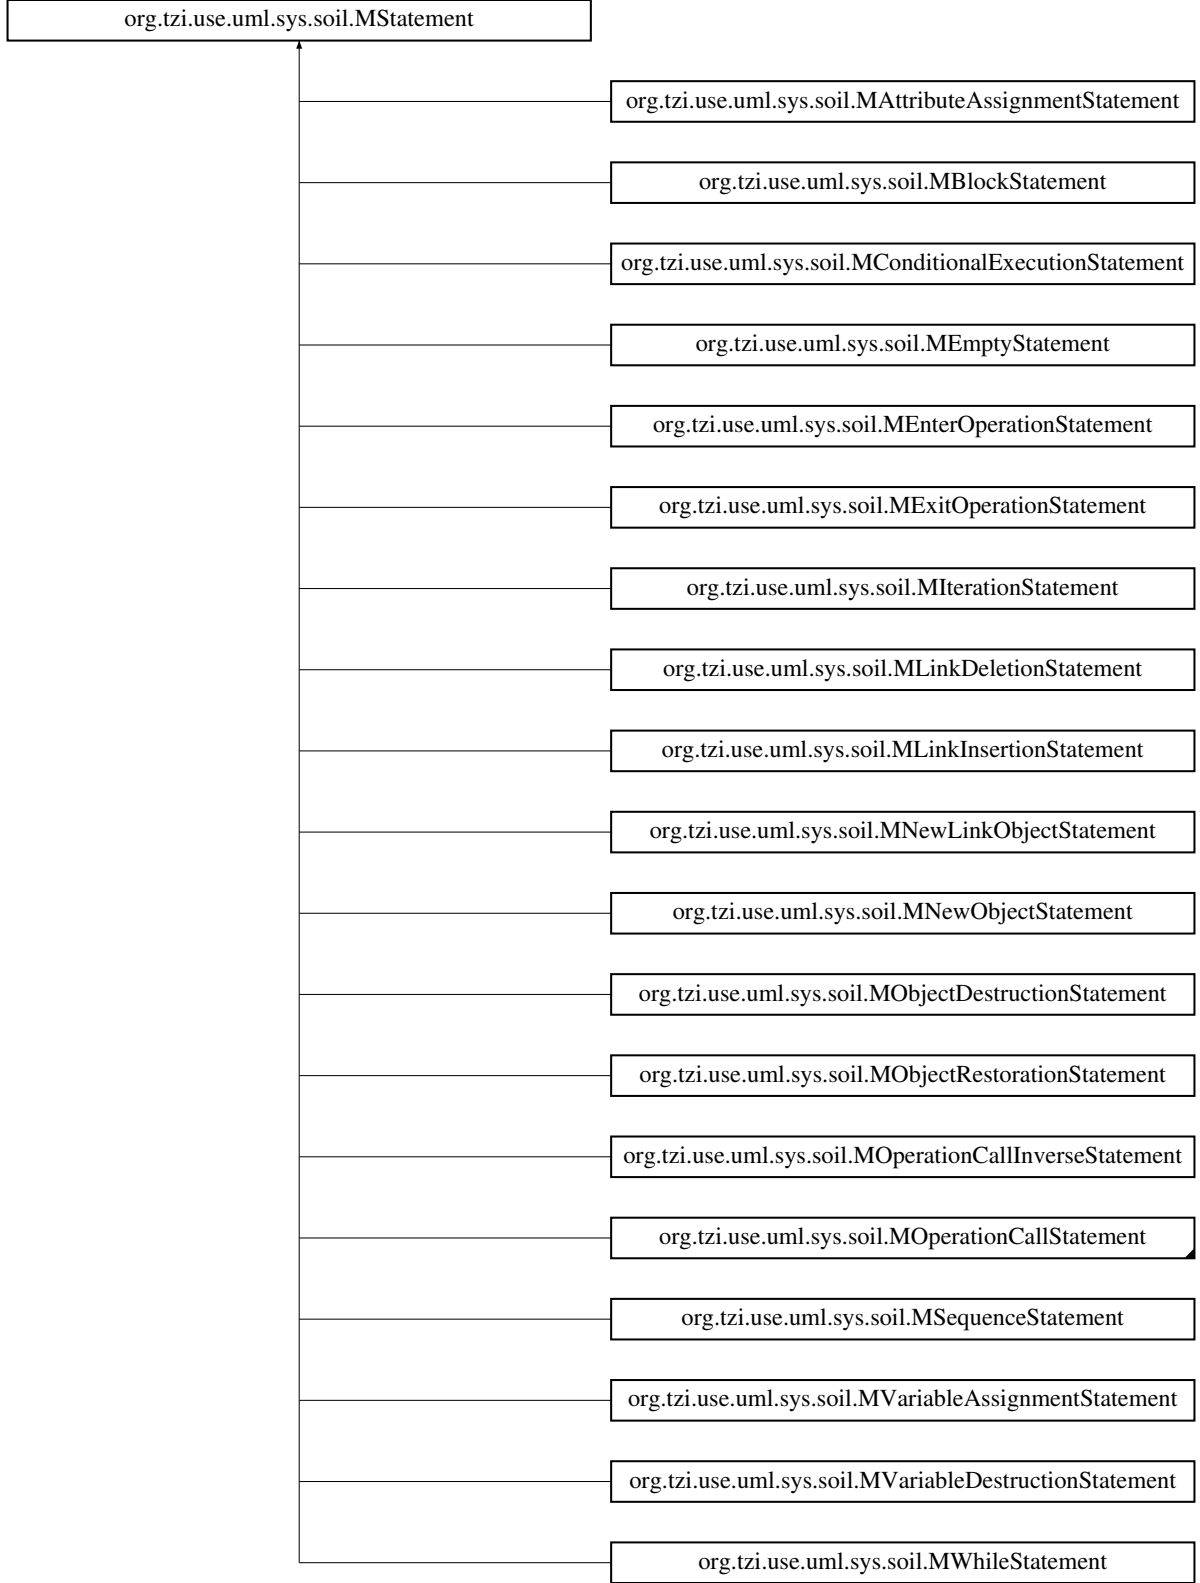 org.tzi.use.uml.sys.soil.MStatement
org.tzi.use.uml.sys.soil.MAttributeAssignmentStatement
org.tzi.use.uml.sys.soil.MBlockStatement
org.tzi.use.uml.sys.soil.MConditionalExecutionStatement
org.tzi.use.uml.sys.soil.MEmptyStatement
org.tzi.use.uml.sys.soil.MEnterOperationStatement
org.tzi.use.uml.sys.soil.MExitOperationStatement
org.tzi.use.uml.sys.soil.MIterationStatement
org.tzi.use.uml.sys.soil.MLinkDeletionStatement
org.tzi.use.uml.sys.soil.MLinkInsertionStatement
org.tzi.use.uml.sys.soil.MNewLinkObjectStatement
org.tzi.use.uml.sys.soil.MNewObjectStatement
org.tzi.use.uml.sys.soil.MObjectDestructionStatement
org.tzi.use.uml.sys.soil.MObjectRestorationStatement
org.tzi.use.uml.sys.soil.MOperationCallInverseStatement
org.tzi.use.uml.sys.soil.MOperationCallStatement
org.tzi.use.uml.sys.soil.MSequenceStatement
org.tzi.use.uml.sys.soil.MVariableAssignmentStatement
org.tzi.use.uml.sys.soil.MVariableDestructionStatement
org.tzi.use.uml.sys.soil.MWhileStatement